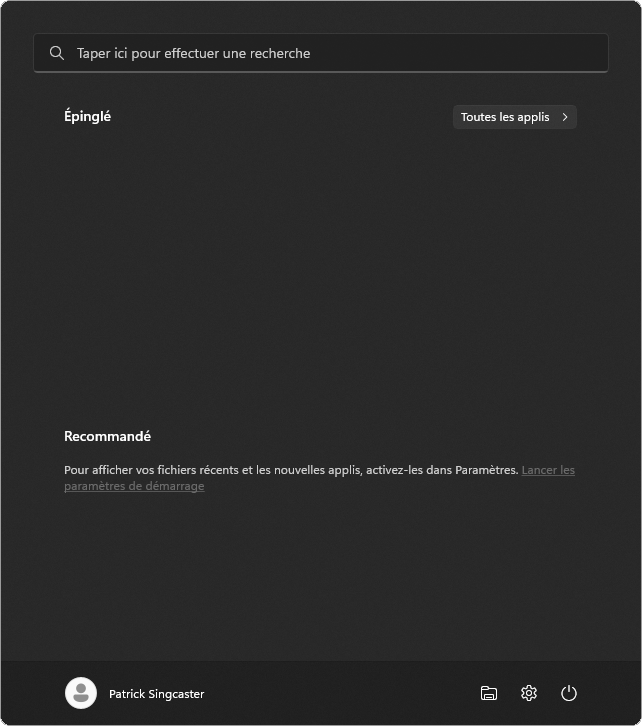 Taper ici pour effectuer une recherche
Épinglé
Toutes les applis
Recommandé
Pour afficher vos fichiers récents et les nouvelles applis, activez-les dans Paramètres. Lancer les
paramètres de démarrage
Patrick Singcaster